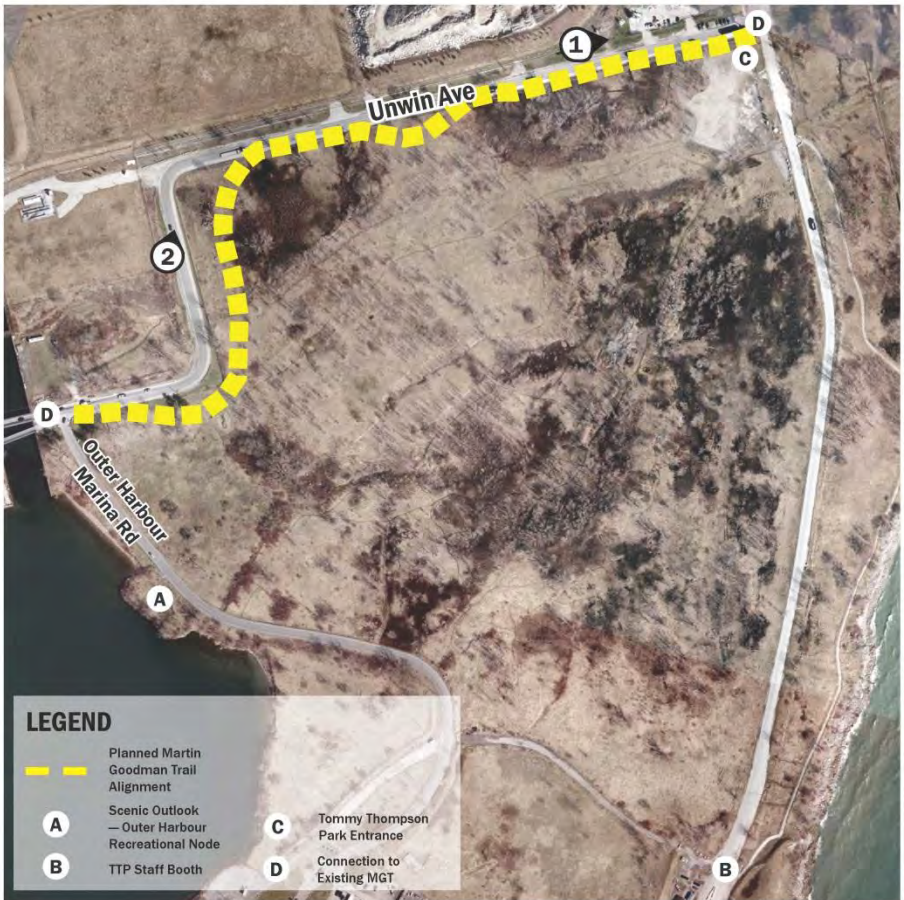 D
1
C
Unwin Ave
2
D
Outer Harbour
Marina Rd
A
B
LEGEND
Planned Martin
Goodman Trail
Alignment
A
Scenic Outlook
— Outer Harbour
Recreational Node
B
TTP Staff Booth
C
Tommy Thompson
Park Entrance
D
Connection to
Existing MGT